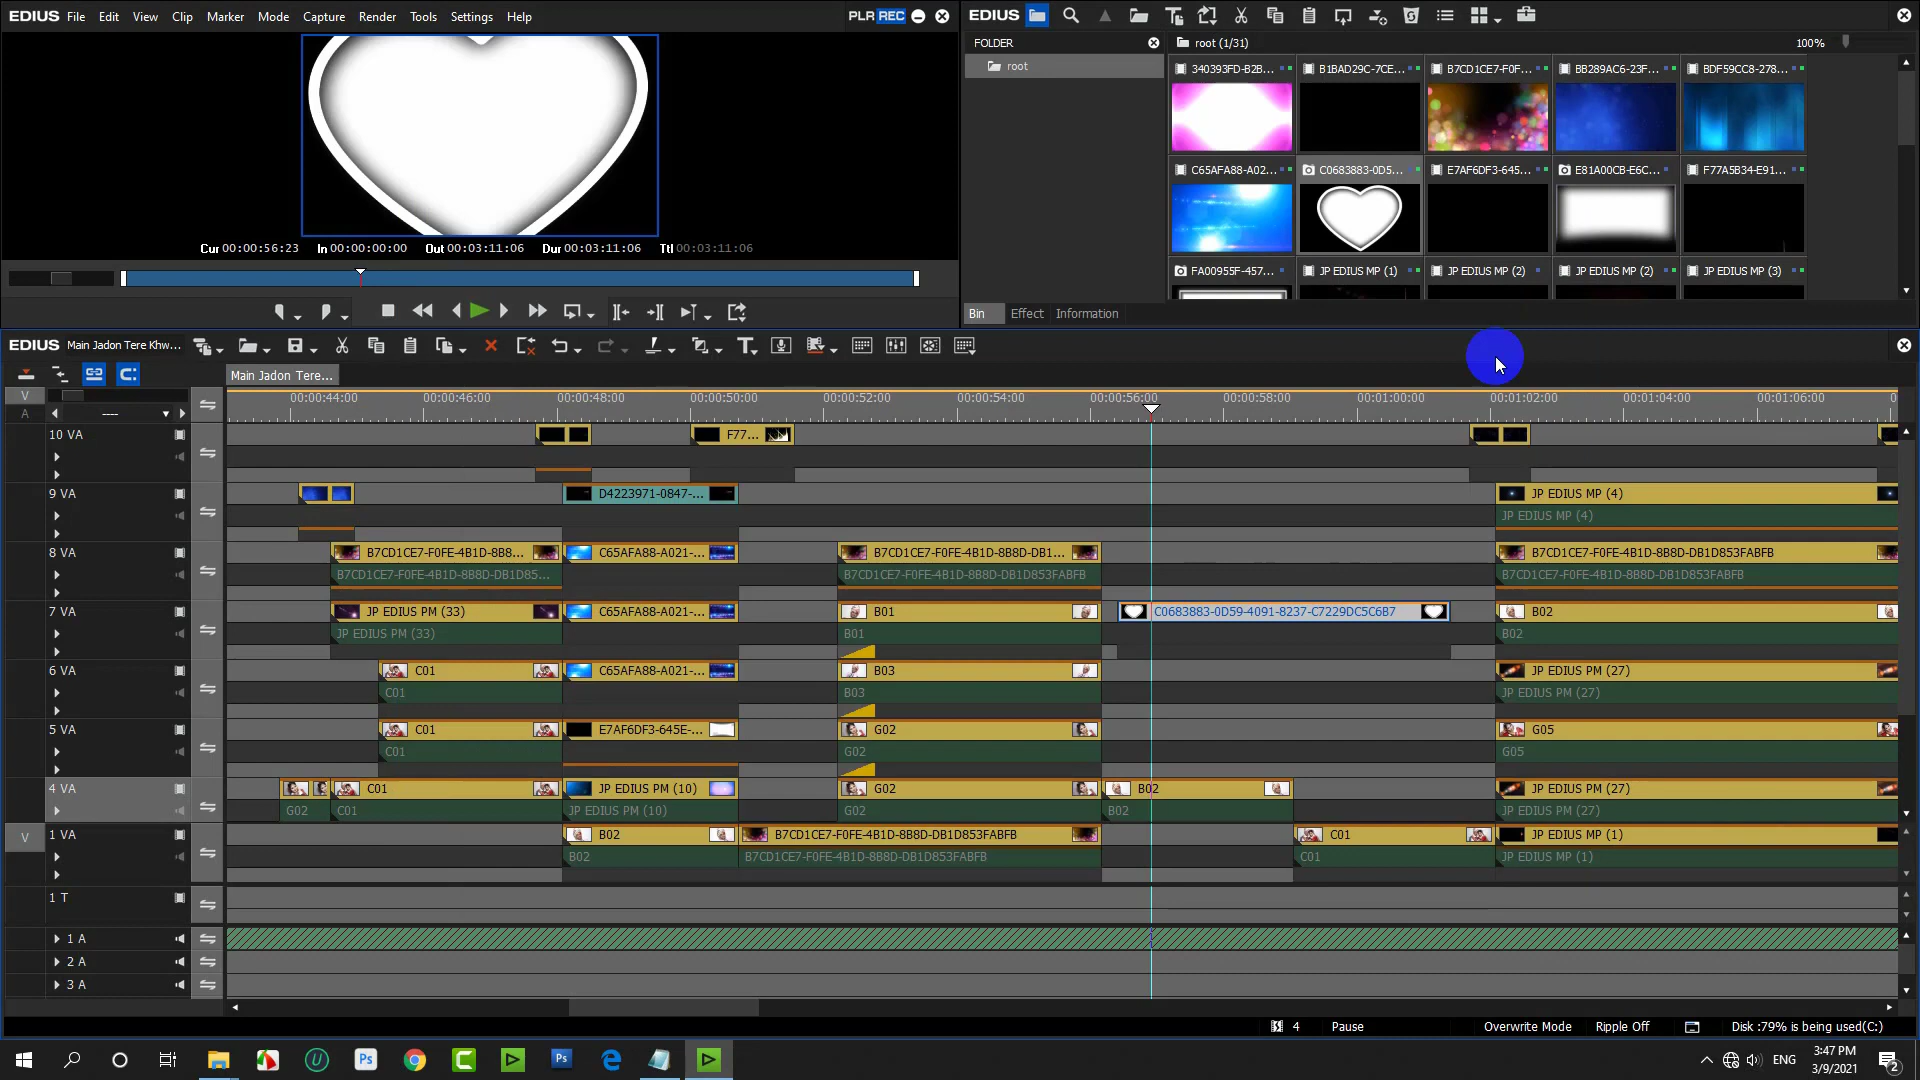 EDIUS File Edit View Clip Marker Mode Capture Render Tools Settings Help PLR REC
Cur 00:00:56:23 In 00:00:00:00 Out 00:03:11:06 Dur 00:03:11:06 Ttl 00:03:11:06
EDIUS
FOLDER
root
root (1/31) 100%
340393FD-B2B... B1BAD29C-7CE... B7CD1CE7-F0F... BB289AC6-23F... BDF59CC8-278...
C65AFA88-A02... C0683883-0D5... E7AF6DF3-645... E81A00CB-E6C... F77A5B34-E91...
FA00955F-457... JP EDIUS MP (1) JP EDIUS MP (2) JP EDIUS MP (2) JP EDIUS MP (3)
Bin Effect Information
EDIUS Main Jadon Tere Khw...
Main Jadon Tere...
V
A ----
00:00:44:00 00:00:46:00 00:00:48:00 00:00:50:00 00:00:52:00 00:00:54:00 00:00:56:00 00:00:58:00 00:01:00:00 00:01:02:00 00:01:04:00 00:01:06:00 0
10 VA F77...
9 VA D4223971-0847-... JP EDIUS MP (4)
JP EDIUS MP (4)
8 VA B7CD1CE7-F0FE-4B1D-8B8... C65AFA88-A021-... B7CD1CE7-F0FE-4B1D-8B8D-DB1... B7CD1CE7-F0FE-4B1D-8B8D-DB1D853FABFB
B7CD1CE7-F0FE-4B1D-8B8D-DB1D85... B7CD1CE7-F0FE-4B1D-8B8D-DB1D853FABFB B7CD1CE7-F0FE-4B1D-8B8D-DB1D853FABFB
7 VA JP EDIUS PM (33) C65AFA88-A021-... B01 C0683883-0D59-4091-8237-C7229DC5C6B7 B02
JP EDIUS PM (33) B01 B02
6 VA C01 C65AFA88-A021-... B03 JP EDIUS PM (27)
C01 B03 JP EDIUS PM (27)
5 VA C01 E7AF6DF3-645E-... G02 G05
C01 G02 G05
4 VA C01 JP EDIUS PM (10) G02 B02 JP EDIUS PM (27)
G02 C01 JP EDIUS PM (10) G02 B02 JP EDIUS PM (27)
V 1 VA B02 B7CD1CE7-F0FE-4B1D-8B8D-DB1D853FABFB C01 JP EDIUS MP (1)
B02 B7CD1CE7-F0FE-4B1D-8B8D-DB1D853FABFB C01 JP EDIUS MP (1)
1 T
1 A
2 A
3 A
4 Pause Overwrite Mode Ripple Off Disk :79% is being used(C:)
U Ps C Ps ENG 3:47 PM
3/9/2021 2